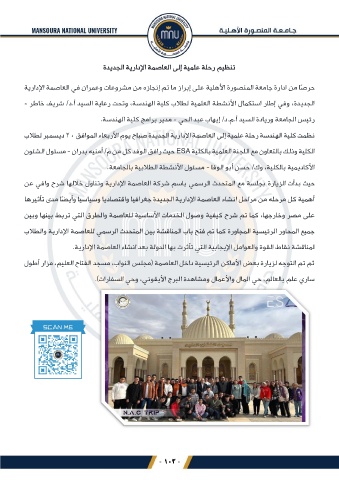 MANSOURA NATIONAL UNIVERSITY
جـامـعـة المنصـورة الأهـلـيـة
MNU
تنظيم رحلة علمية إلى العاصمة الإدارية الجديدة
حرصًا من ادارة جامعة المنصورة الأهلية على إبراز ما تم إنجازه من مشروعات وعمران في العاصمة الإدارية
الجديدة، وفي إطار استكمال الأنشطة العلمية لطلاب كلية الهندسة، وتحت رعاية السيد أ.د/ شريف خاطر -
رئيس الجامعة وريادة السيد أ.م.د/ إيهاب عبد الحي - مدير برامج كلية الهندسة.
نظمت كلية الهندسة رحلة علمية إلى العاصمة الإدارية الجديدة صباح يوم الأربعاء الموافق ٢٠ ديسمبر لطلاب
الكلية وذلك بالتعاون مع اللجنة العلمية بالكلية ESA حيث رافق الوفد كل من م/ أمنيه بدران - مسئول الشئون
الأكاديمية بالكلية، وك/ حسن أبو الوفا - مسئول الأنشطة الطلابية بالجامعة.
حيث بدأت الزيارة بجلسة مع المتحدث الرسمي باسم شركة العاصمة الإدارية وتناول خلالها شرح وافي عن
أهمية كل مرحلة من مراحل انشاء العاصمة الإدارية الجديدة جغرافيا واقتصاديا وسياسيا وأيضا مدى تأثيرها
على مصر وخارجها، كما تم شرح كيفية وصول الخدمات الأساسية للعاصمة والطرق التي تربط بينها وبين
جميع المحاور الرئيسية المجاورة كما تم فتح باب المناقشة بين المتحدث الرسمي للعاصمة الإدارية والطلاب
لمناقشة نقاط القوة والعوامل الإيجابية التي تأثرت بها الدولة بعد انشاء العاصمة الإدارية.
ثم تم التوجه لزيارة بعض الأماكن الرئيسية داخل العاصمة (مجلس النواب، مسجد الفتاح العليم، مزار أطول
ساري علم بالعالم، حي المال والأعمال ومشاهدة البرج الأيقوني، وحي السفارات).
SCAN ME
N.A.C TRIP
- ١٠٣ -